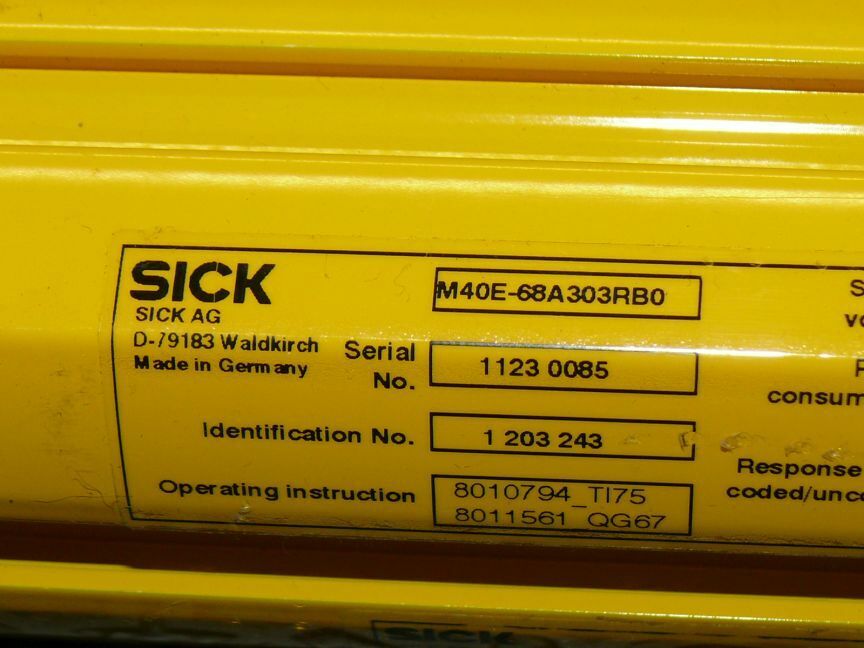 SICK
SICK AG
D-79183 Waldkirch
Made in Germany
M40E-68A303RB0
Serial
No.
1123 0085
Identification No.
1 203 243
Operating instruction
8010794_TI75
8011561_QG67
consum
Response
coded/unco
SICK